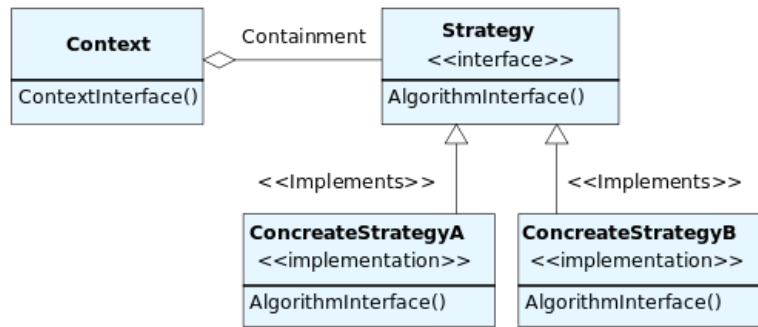 Context
ContextInterface()
Containment
Strategy
<<interface>>
AlgorithmInterface()
<<Implements>>
<<Implements>>
ConcreateStrategyA
<<implementation>>
AlgorithmInterface()
ConcreateStrategyB
<<implementation>>
AlgorithmInterface()